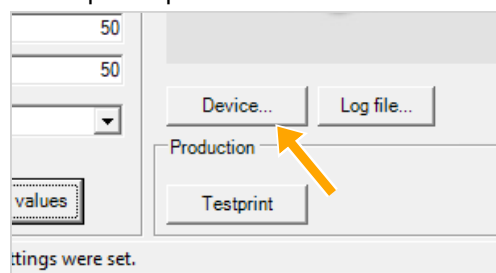 50
50
Device... Log file...
Production
values Testprint
ttings were set.